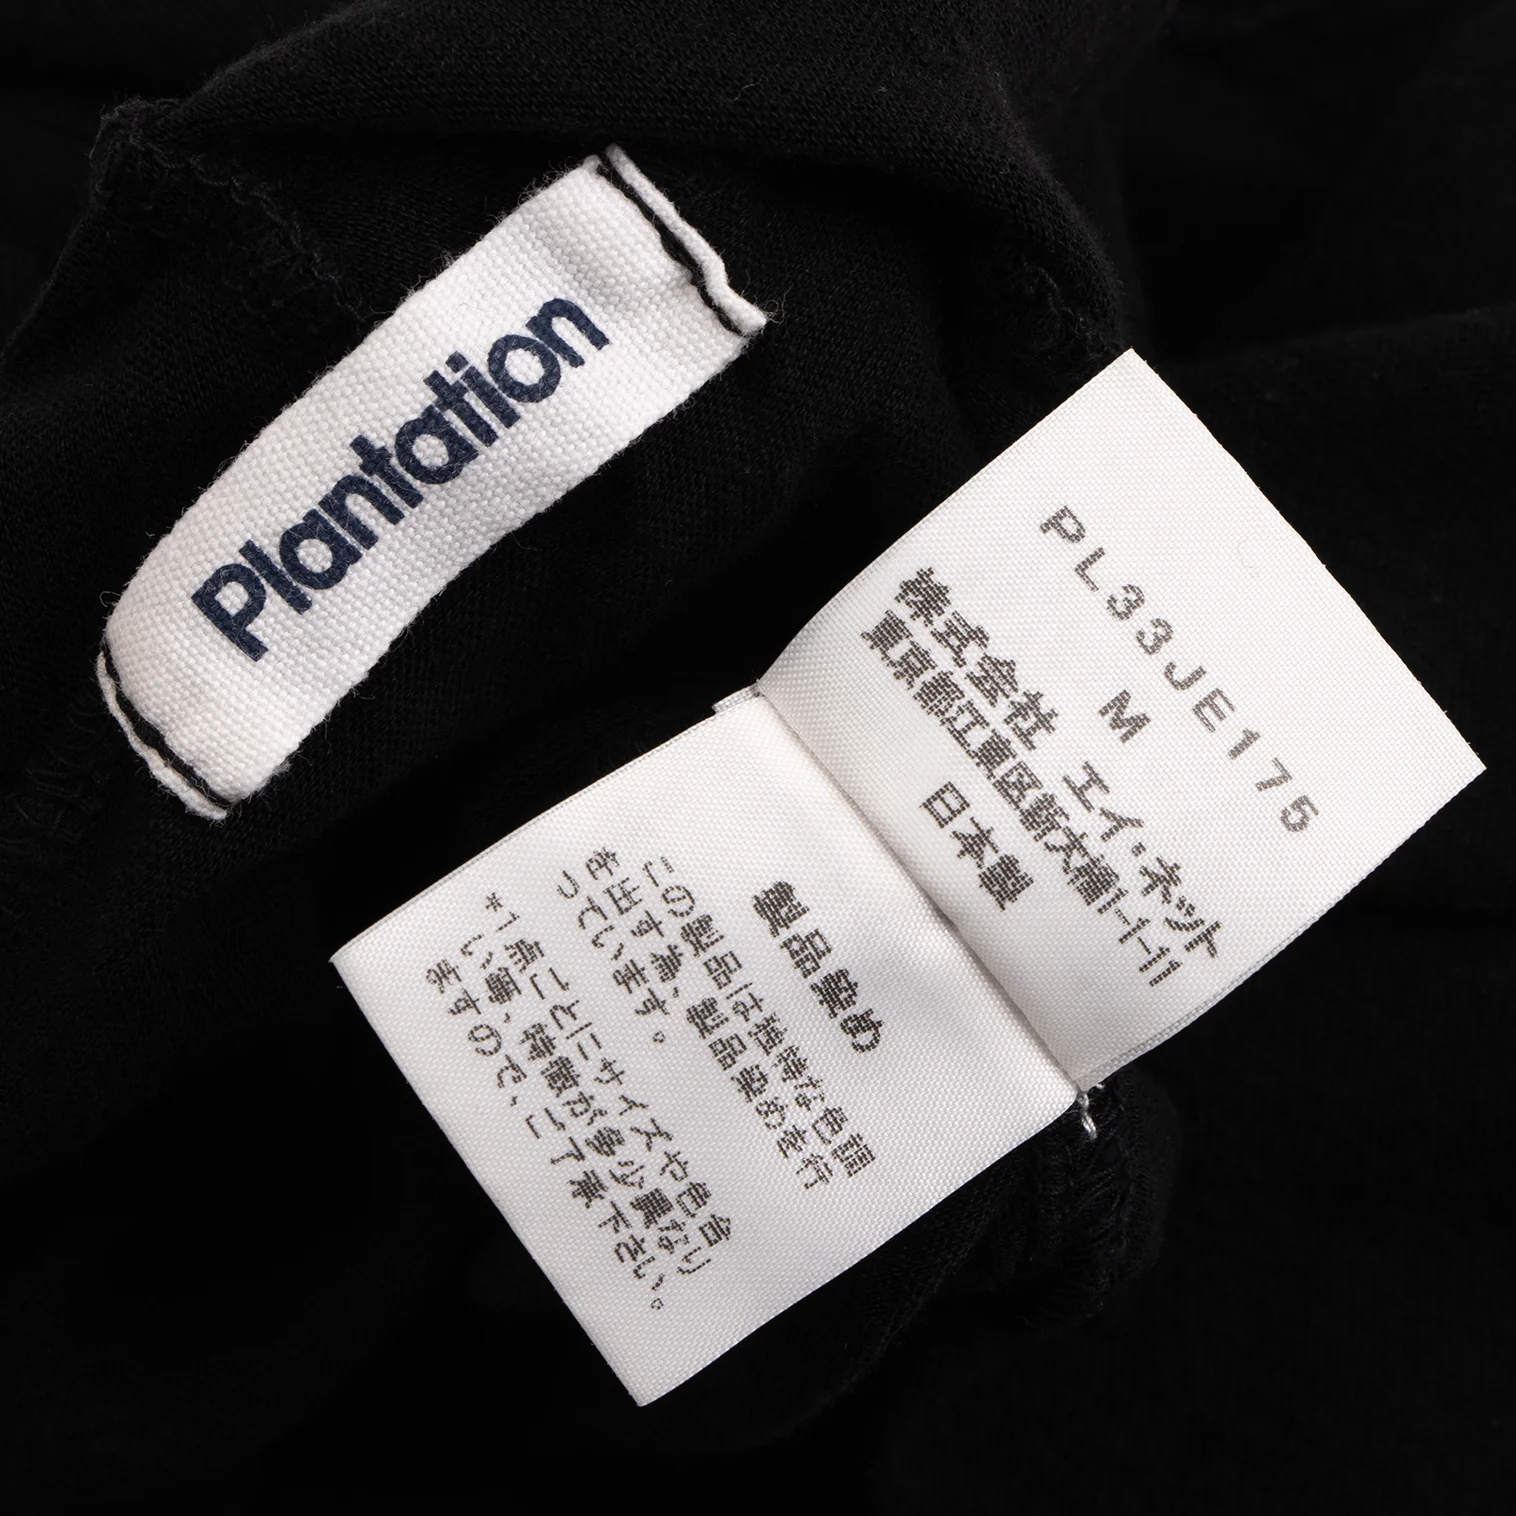 Plantation
PL33JE175
M
株式会社 エイ・ネット
東京都江東区新大橋1-1-11
日本製
製品染め
この製品は独特な色調
を出す為、製品染めを行
っています。
*1点ごとにサイズや色合
い等、特徴が多少異なり
ますので、ご了承下さい。